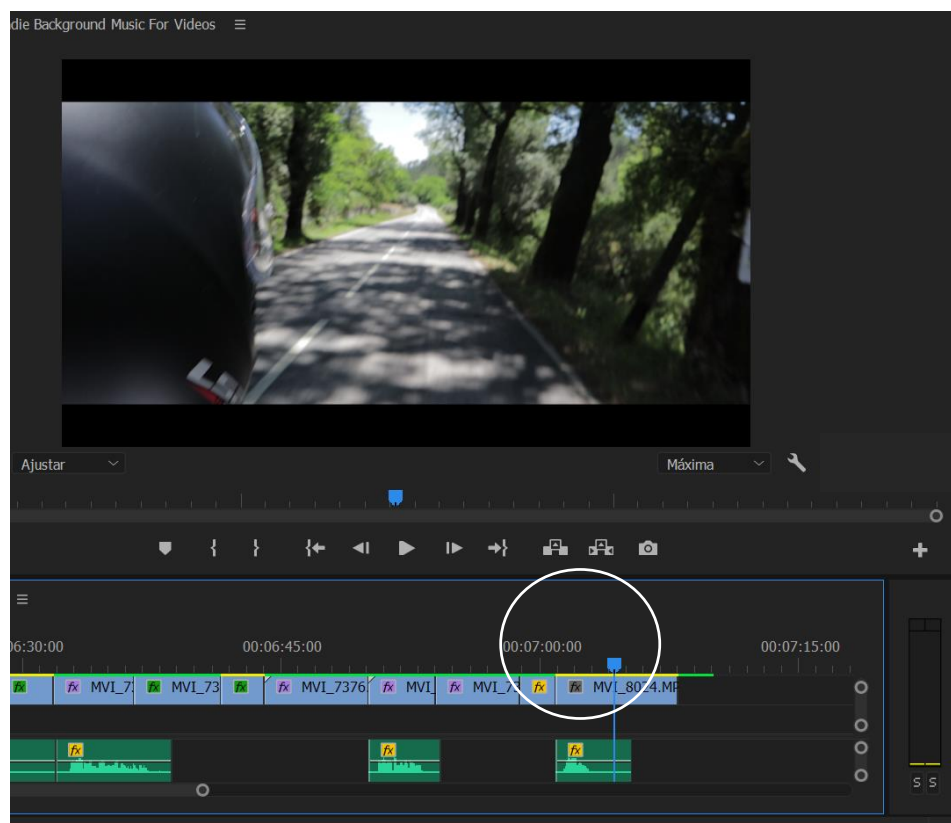 die Background Music For Videos
Ajustar Máxima
06:30:00 00:06:45:00 00:07:00:00 00:07:15:00
fx fx MVI_7 fx MVI_73 fx fx MVI_7376 fx MVI_ fx MVI_73 fx fx MVI_8024.MP
fx fx fx
S S